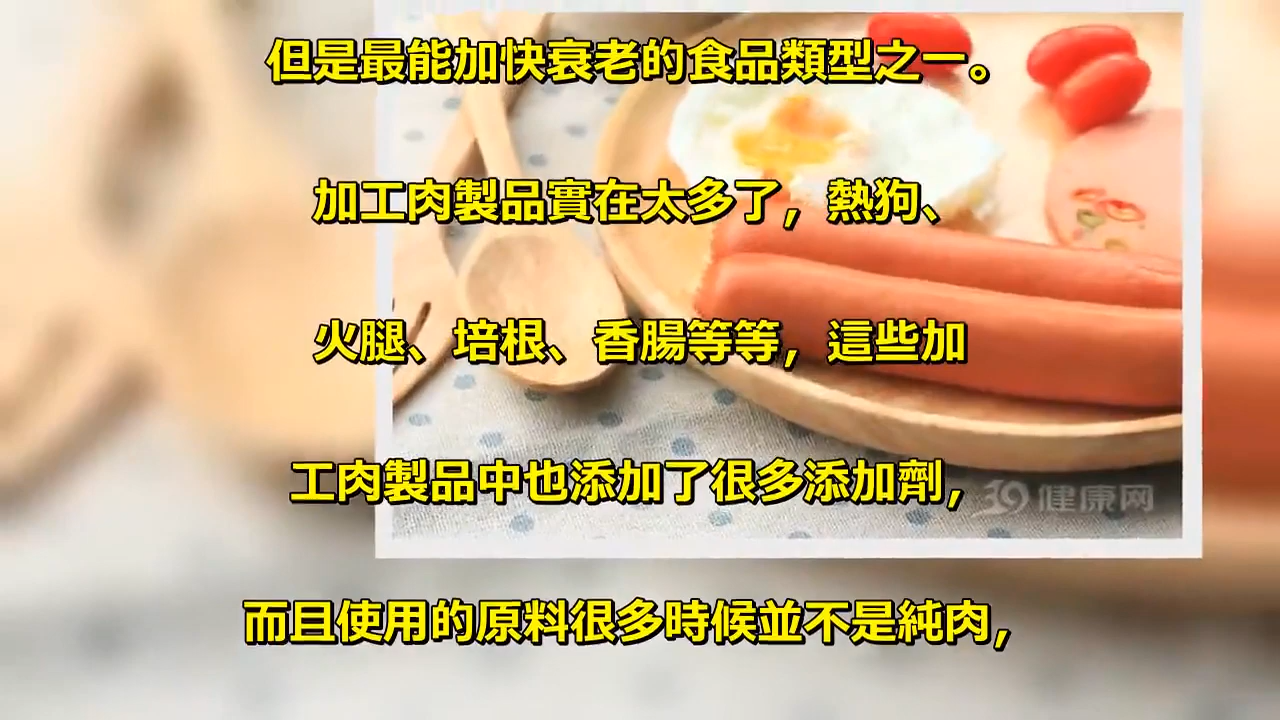 但是最能加快衰老的食品類型之一。
加工肉製品實在太多了，熱狗、
火腿、培根、香腸等等，這些加
工肉製品中也添加了很多添加劑，
39健康网
而且使用的原料很多時候並不是純肉，